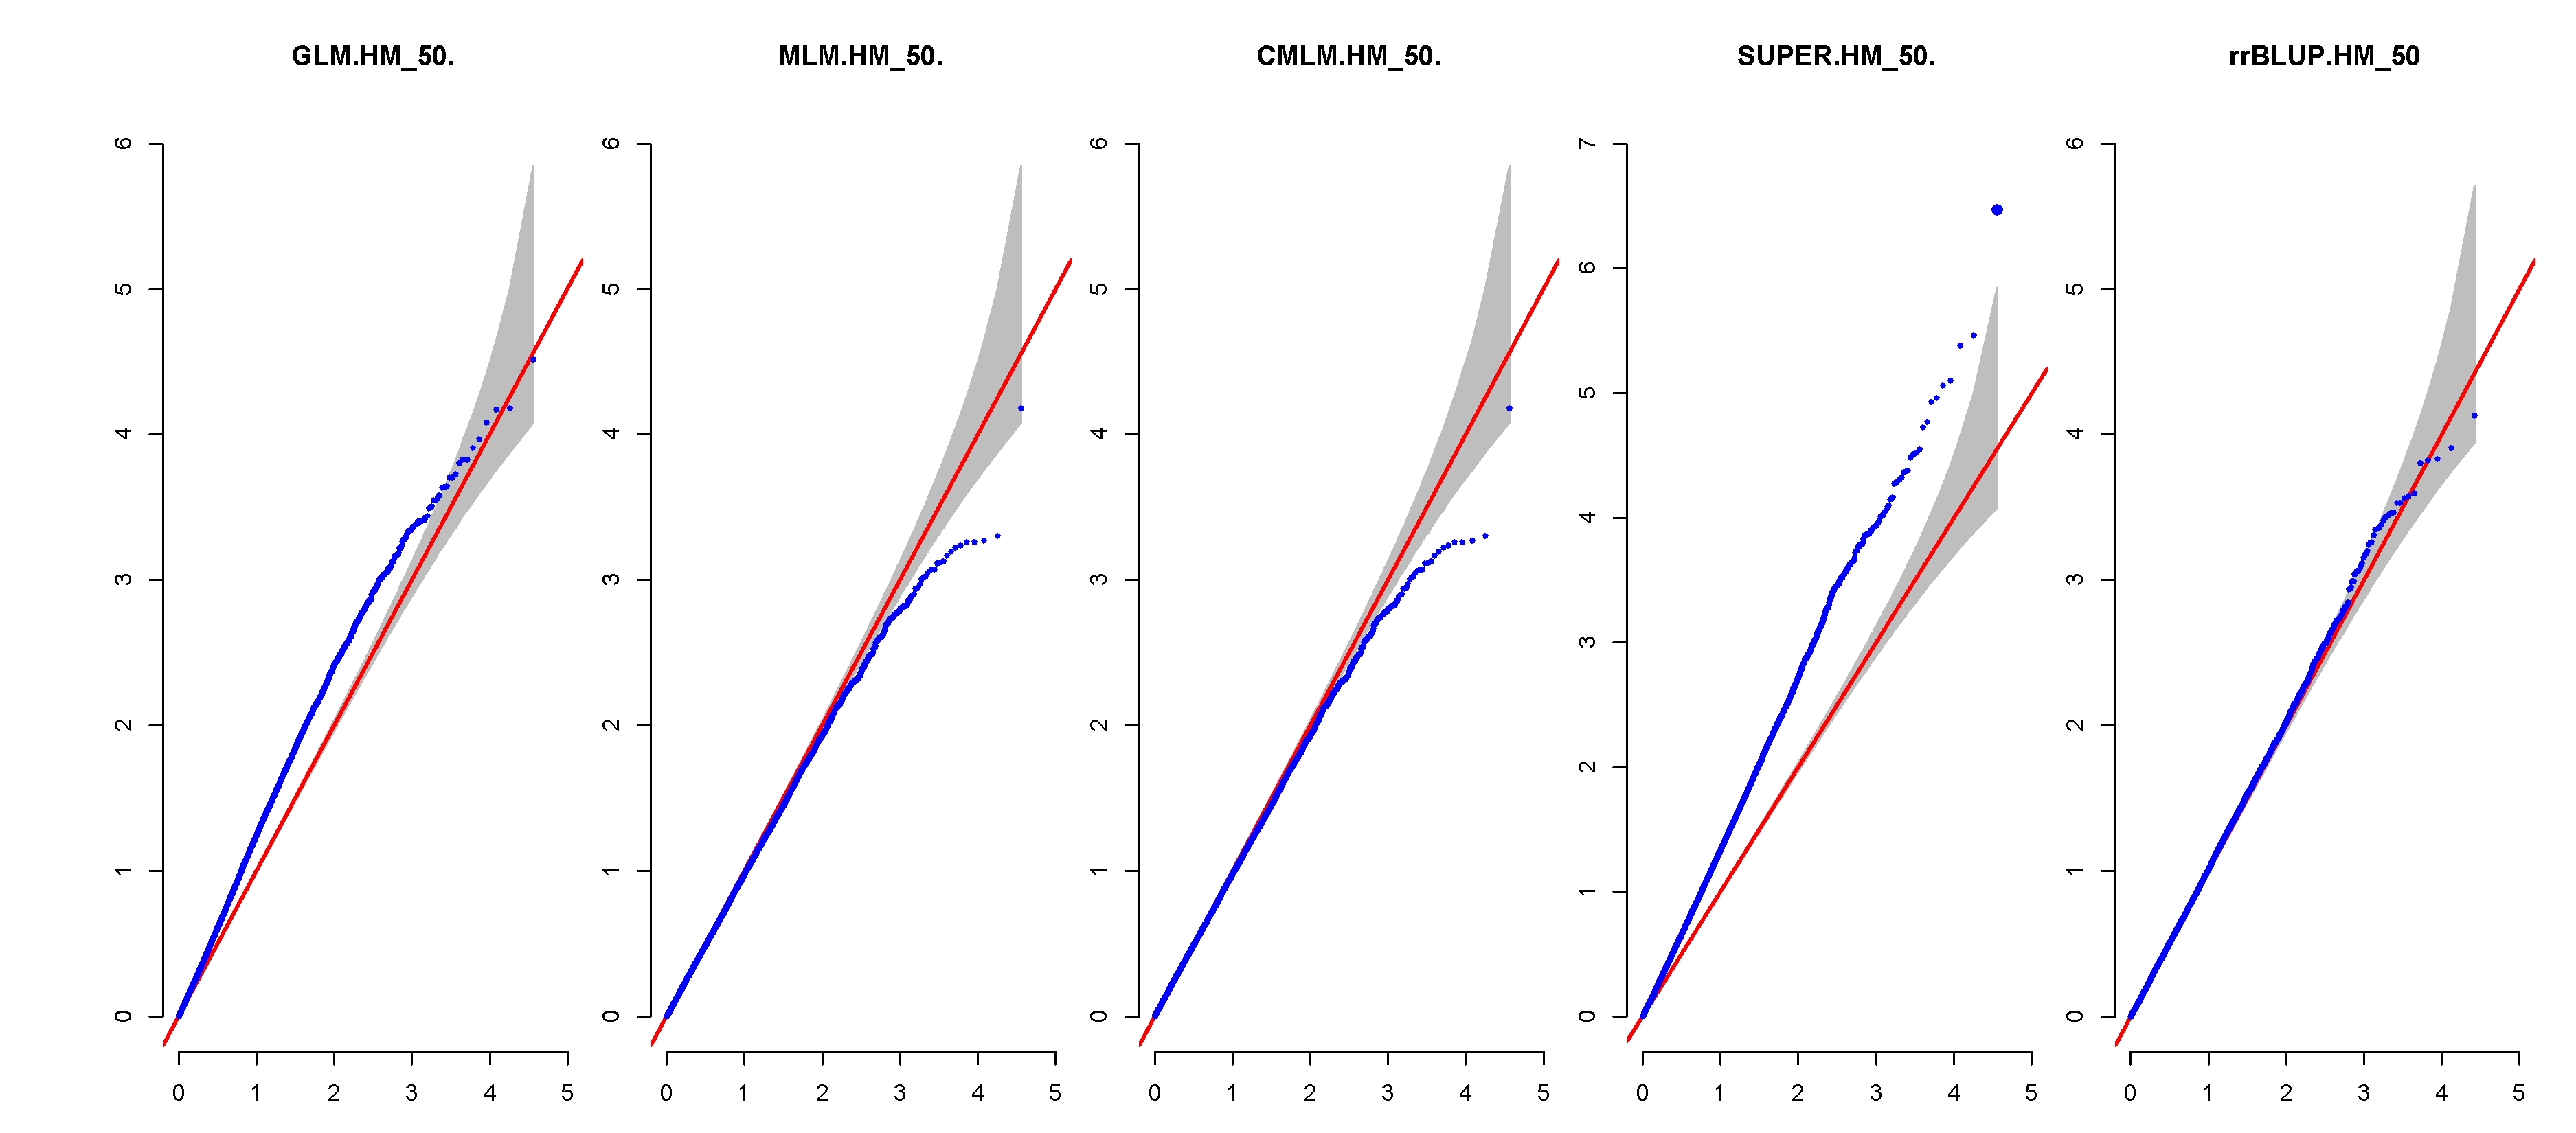 GLM.HM_50. MLM.HM_50. CMLM.HM_50. SUPER.HM_50. rrBLUP.HM_50
6 6 6 7 6
5 5 5 6 5
4 4 4 5 4
3 3 3 4 3
2 2 2 3 2
1 1 1 2 1
0 0 0 1 0
0
0 1 2 3 4 5 0 1 2 3 4 5 0 1 2 3 4 5 0 1 2 3 4 5 0 1 2 3 4 5